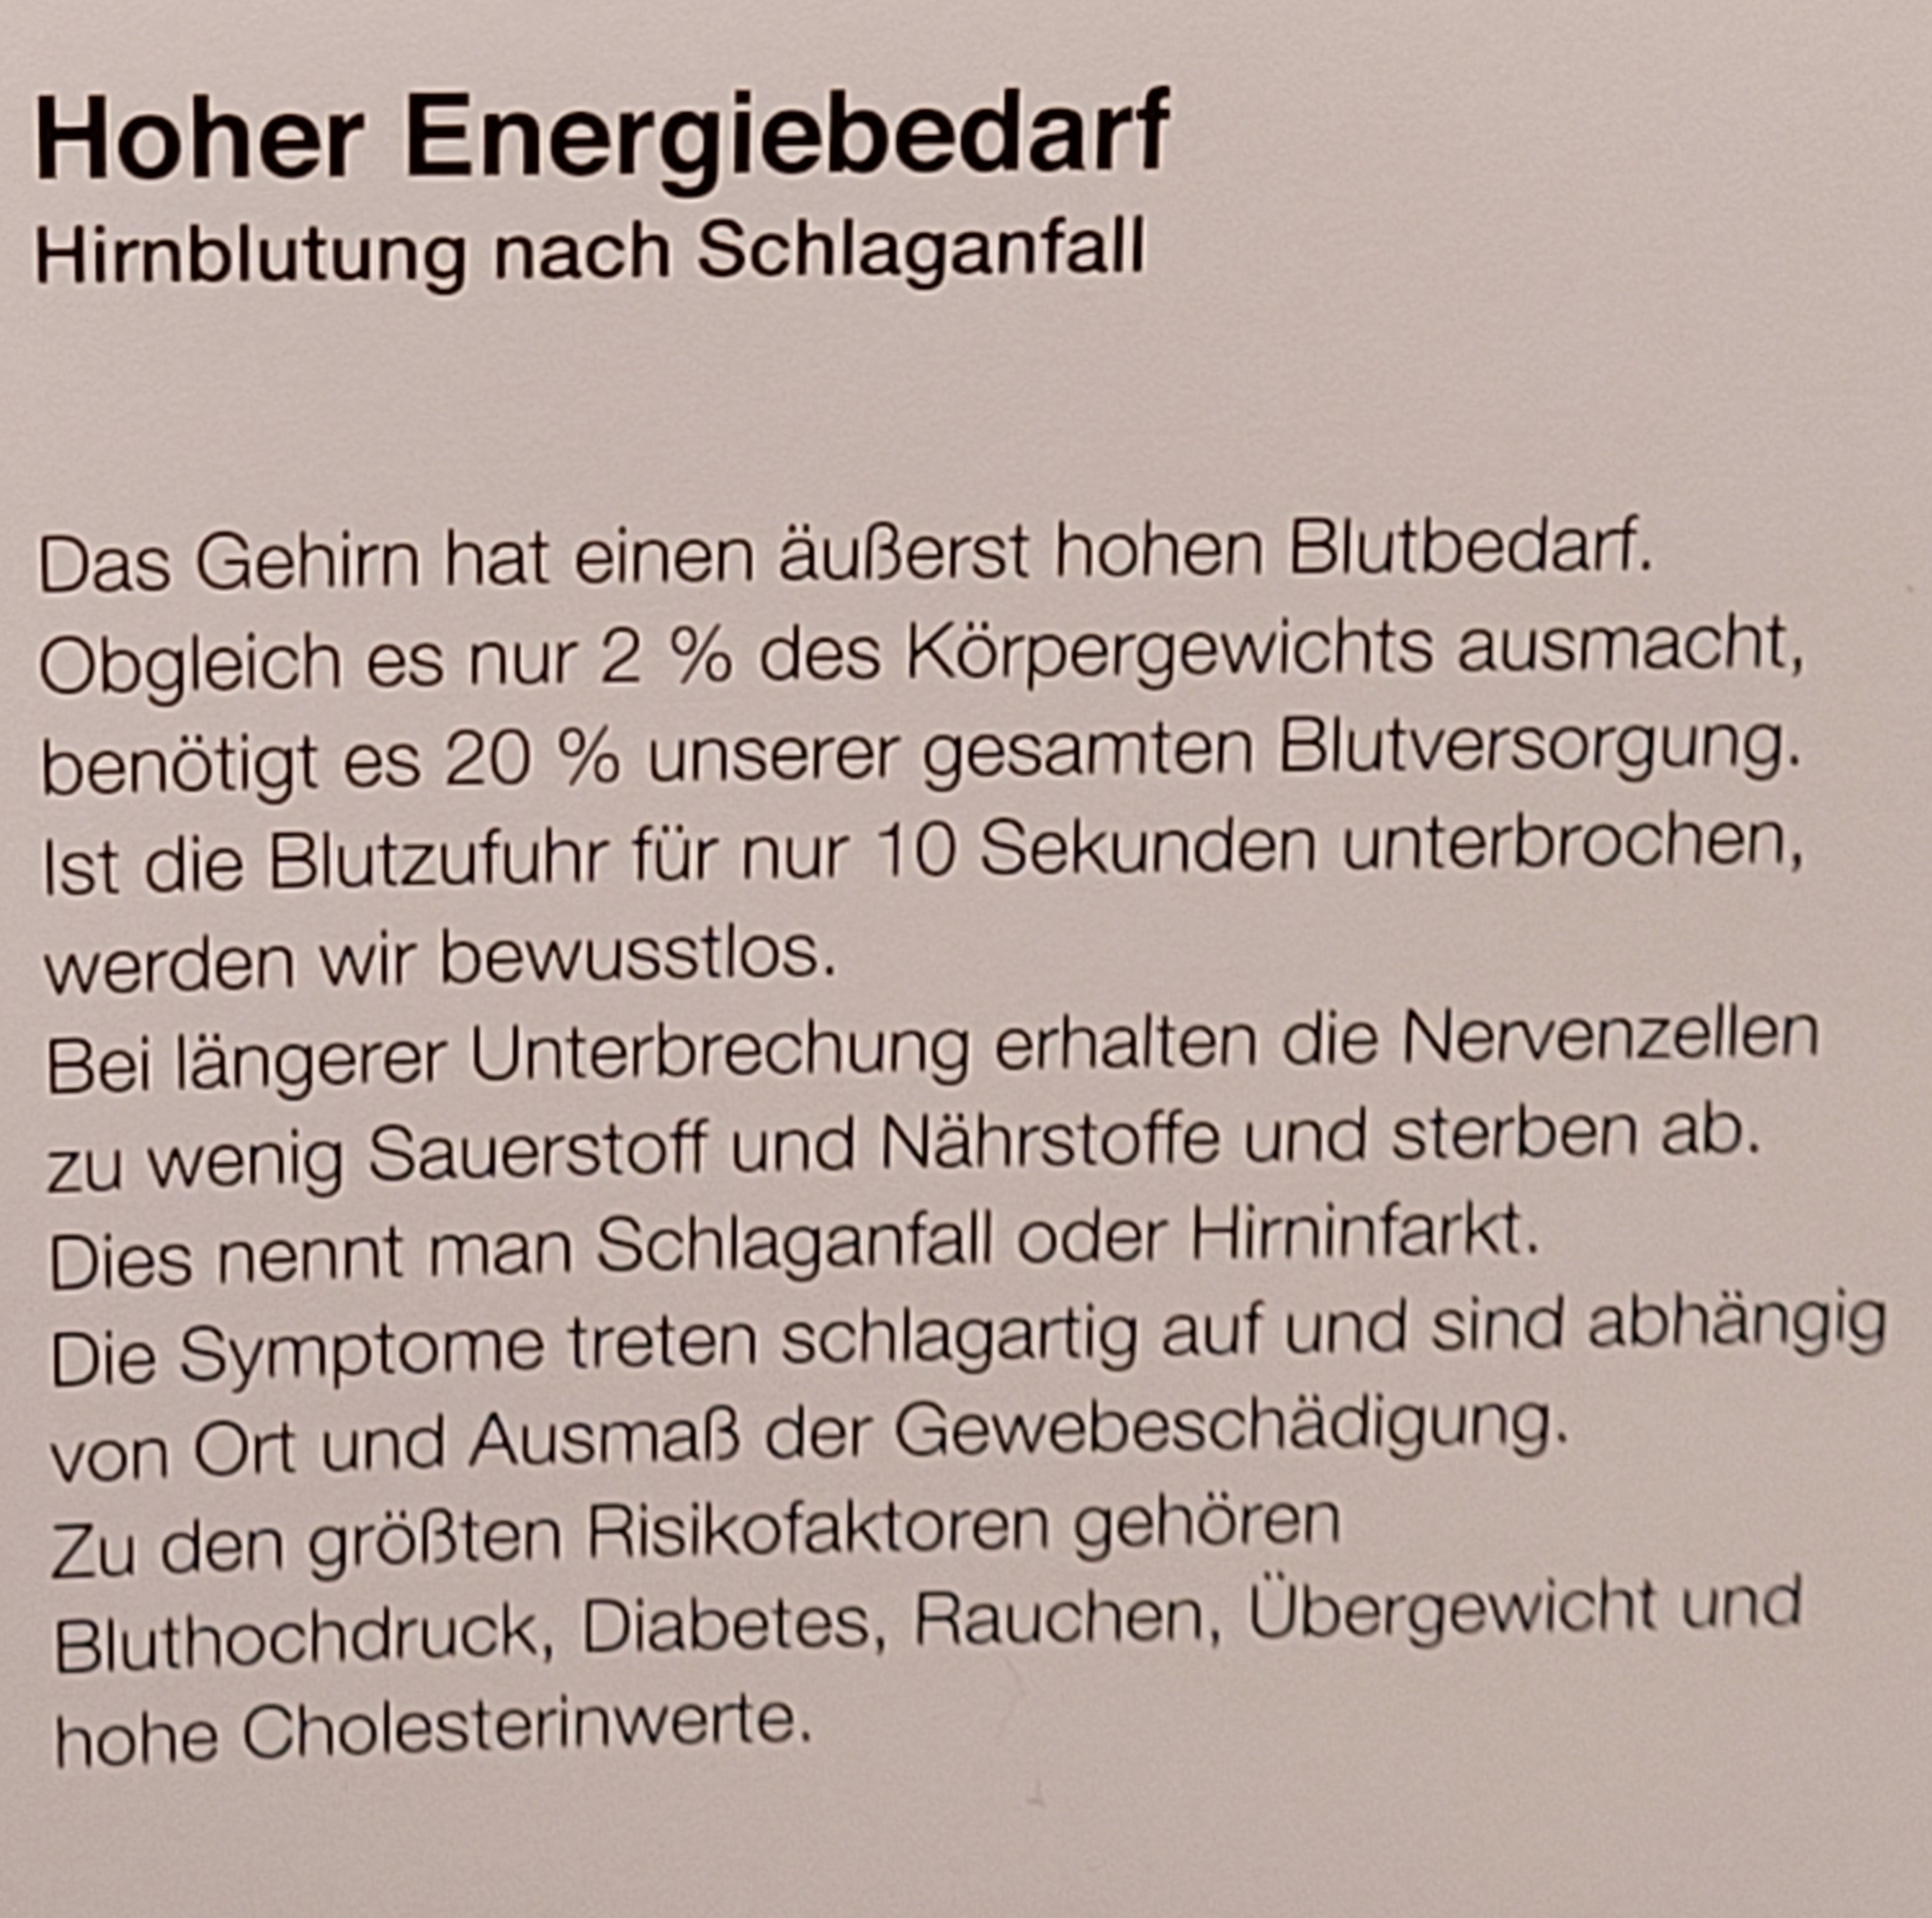 Hoher Energiebedarf
Hirnblutung nach Schlaganfall
Das Gehirn hat einen äußerst hohen Blutbedarf.
Obgleich es nur 2 % des Körpergewichts ausmacht,
benötigt es 20 % unserer gesamten Blutversorgung.
Ist die Blutzufuhr für nur 10 Sekunden unterbrochen,
werden wir bewusstlos.
Bei längerer Unterbrechung erhalten die Nervenzellen
zu wenig Sauerstoff und Nährstoffe und sterben ab.
Dies nennt man Schlaganfall oder Hirninfarkt.
Die Symptome treten schlagartig auf und sind abhängig
von Ort und Ausmaß der Gewebeschädigung.
Zu den größten Risikofaktoren gehören
Bluthochdruck, Diabetes, Rauchen, Übergewicht und
hohe Cholesterinwerte.